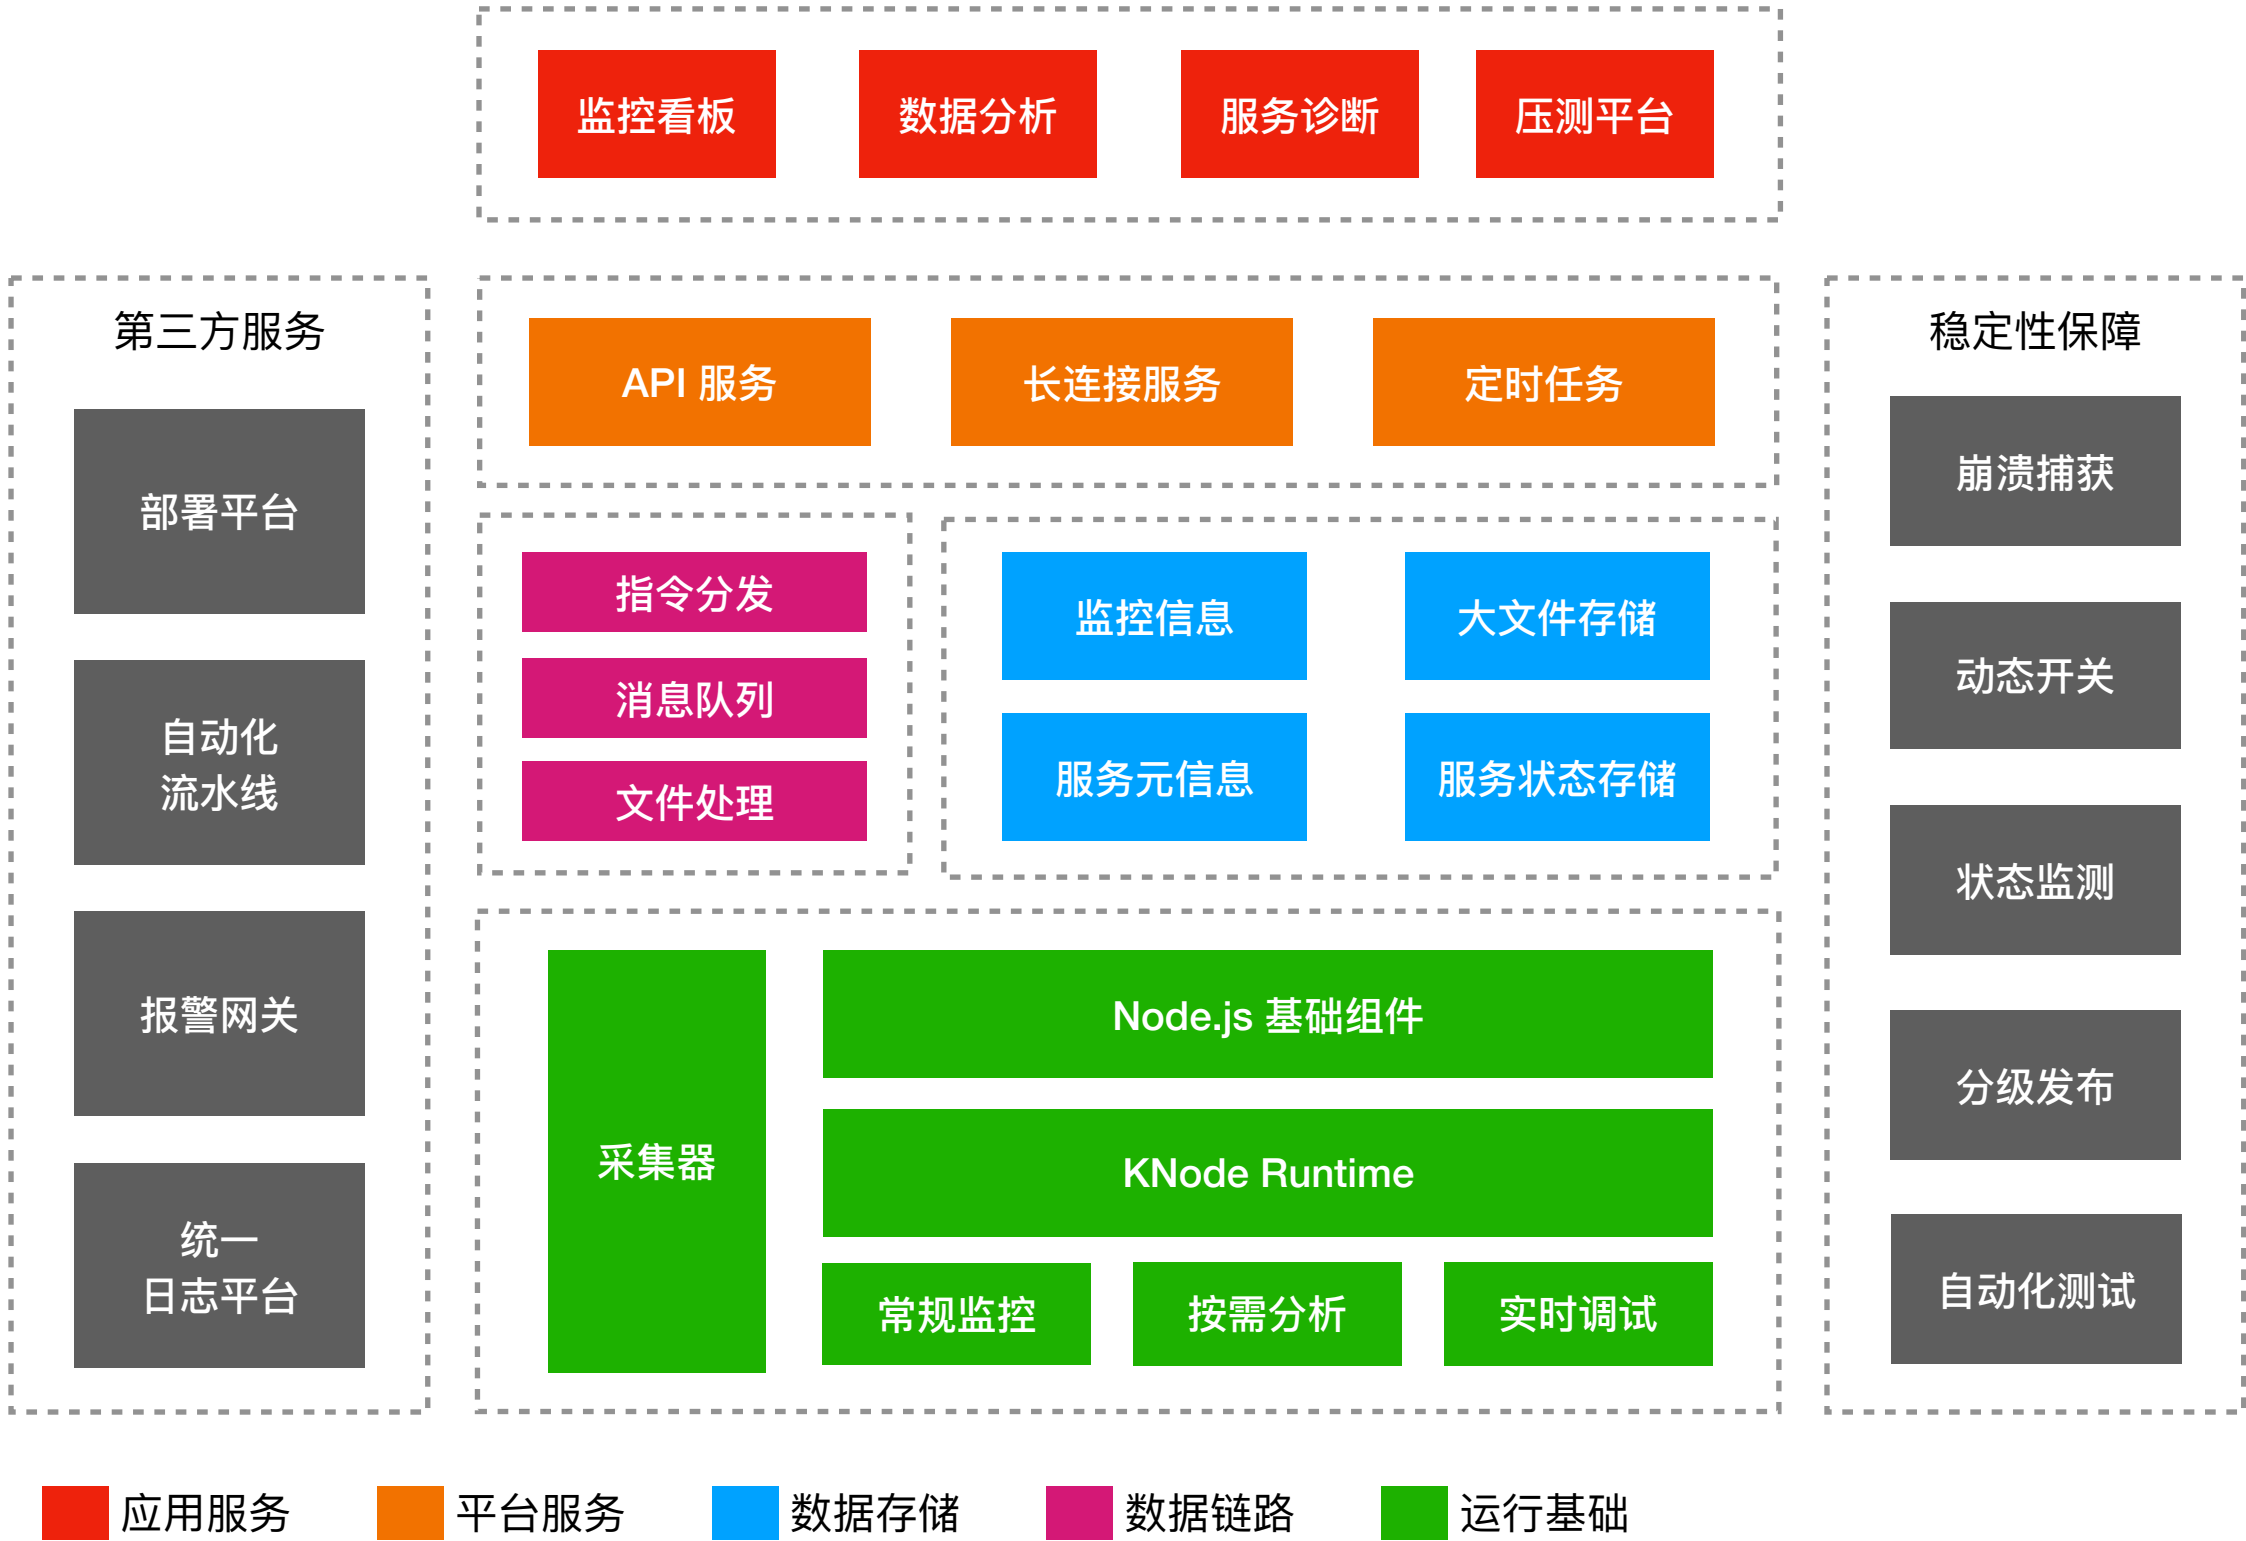 监控看板
数据分析
服务诊断
压测平台
第三方服务
部署平台
自动化
流水线
报警网关
统一
日志平台
API 服务
长连接服务
定时任务
指令分发
消息队列
文件处理
监控信息
大文件存储
服务元信息
服务状态存储
采集器
Node.js 基础组件
KNode Runtime
常规监控
按需分析
实时调试
稳定性保障
崩溃捕获
动态开关
状态监测
分级发布
自动化测试
应用服务
平台服务
数据存储
数据链路
运行基础